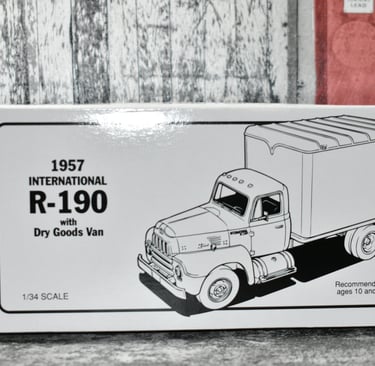 1957
INTERNATIONAL
R-190
with
Dry Goods Van
1/34 SCALE
Recommend
ages 10 and